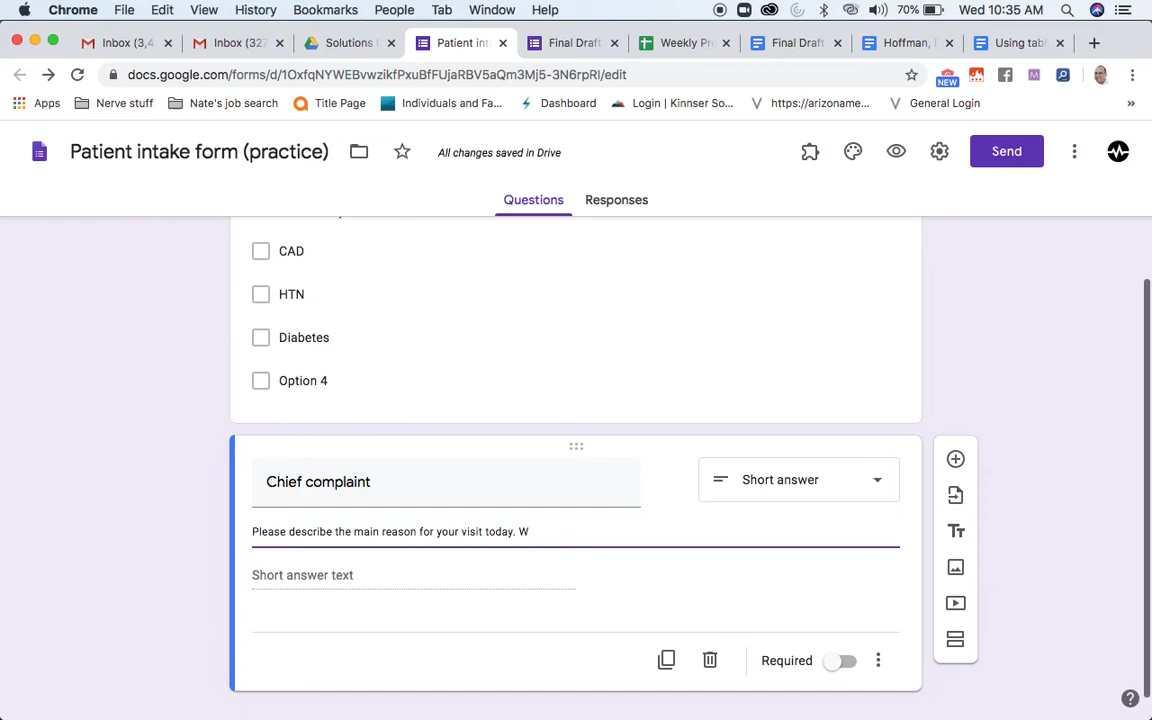 Chrome File Edit View History Bookmarks People Tab Window Help 70% Wed 10:35 AM
Inbox (3,4 Inbox (327 Solutions ( Patient int Final Draft Weekly Pr Final Draft Hoffman, Using tabl
docs.google.com/forms/d/1OxfqNYWEBvwzikfPxuBfFUjaRBV5aQm3Mj5-3N6rpRI/edit
NEW
Apps Nerve stuff Nate's job search Title Page Individuals and Fa... Dashboard Login | Kinnser So... https://arizoname... General Login »
Patient intake form (practice) All changes saved in Drive Send
Questions Responses
CAD
HTN
Diabetes
Option 4
Chief complaint Short answer
Please describe the main reason for your visit today. W
Short answer text
Required